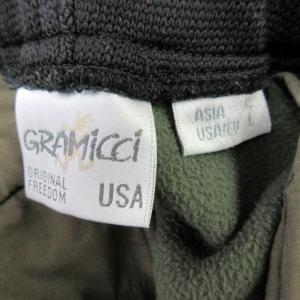 GRAMiCCi
ORIGINAL
FREEDOM
USA
ASIA
USA/EU L